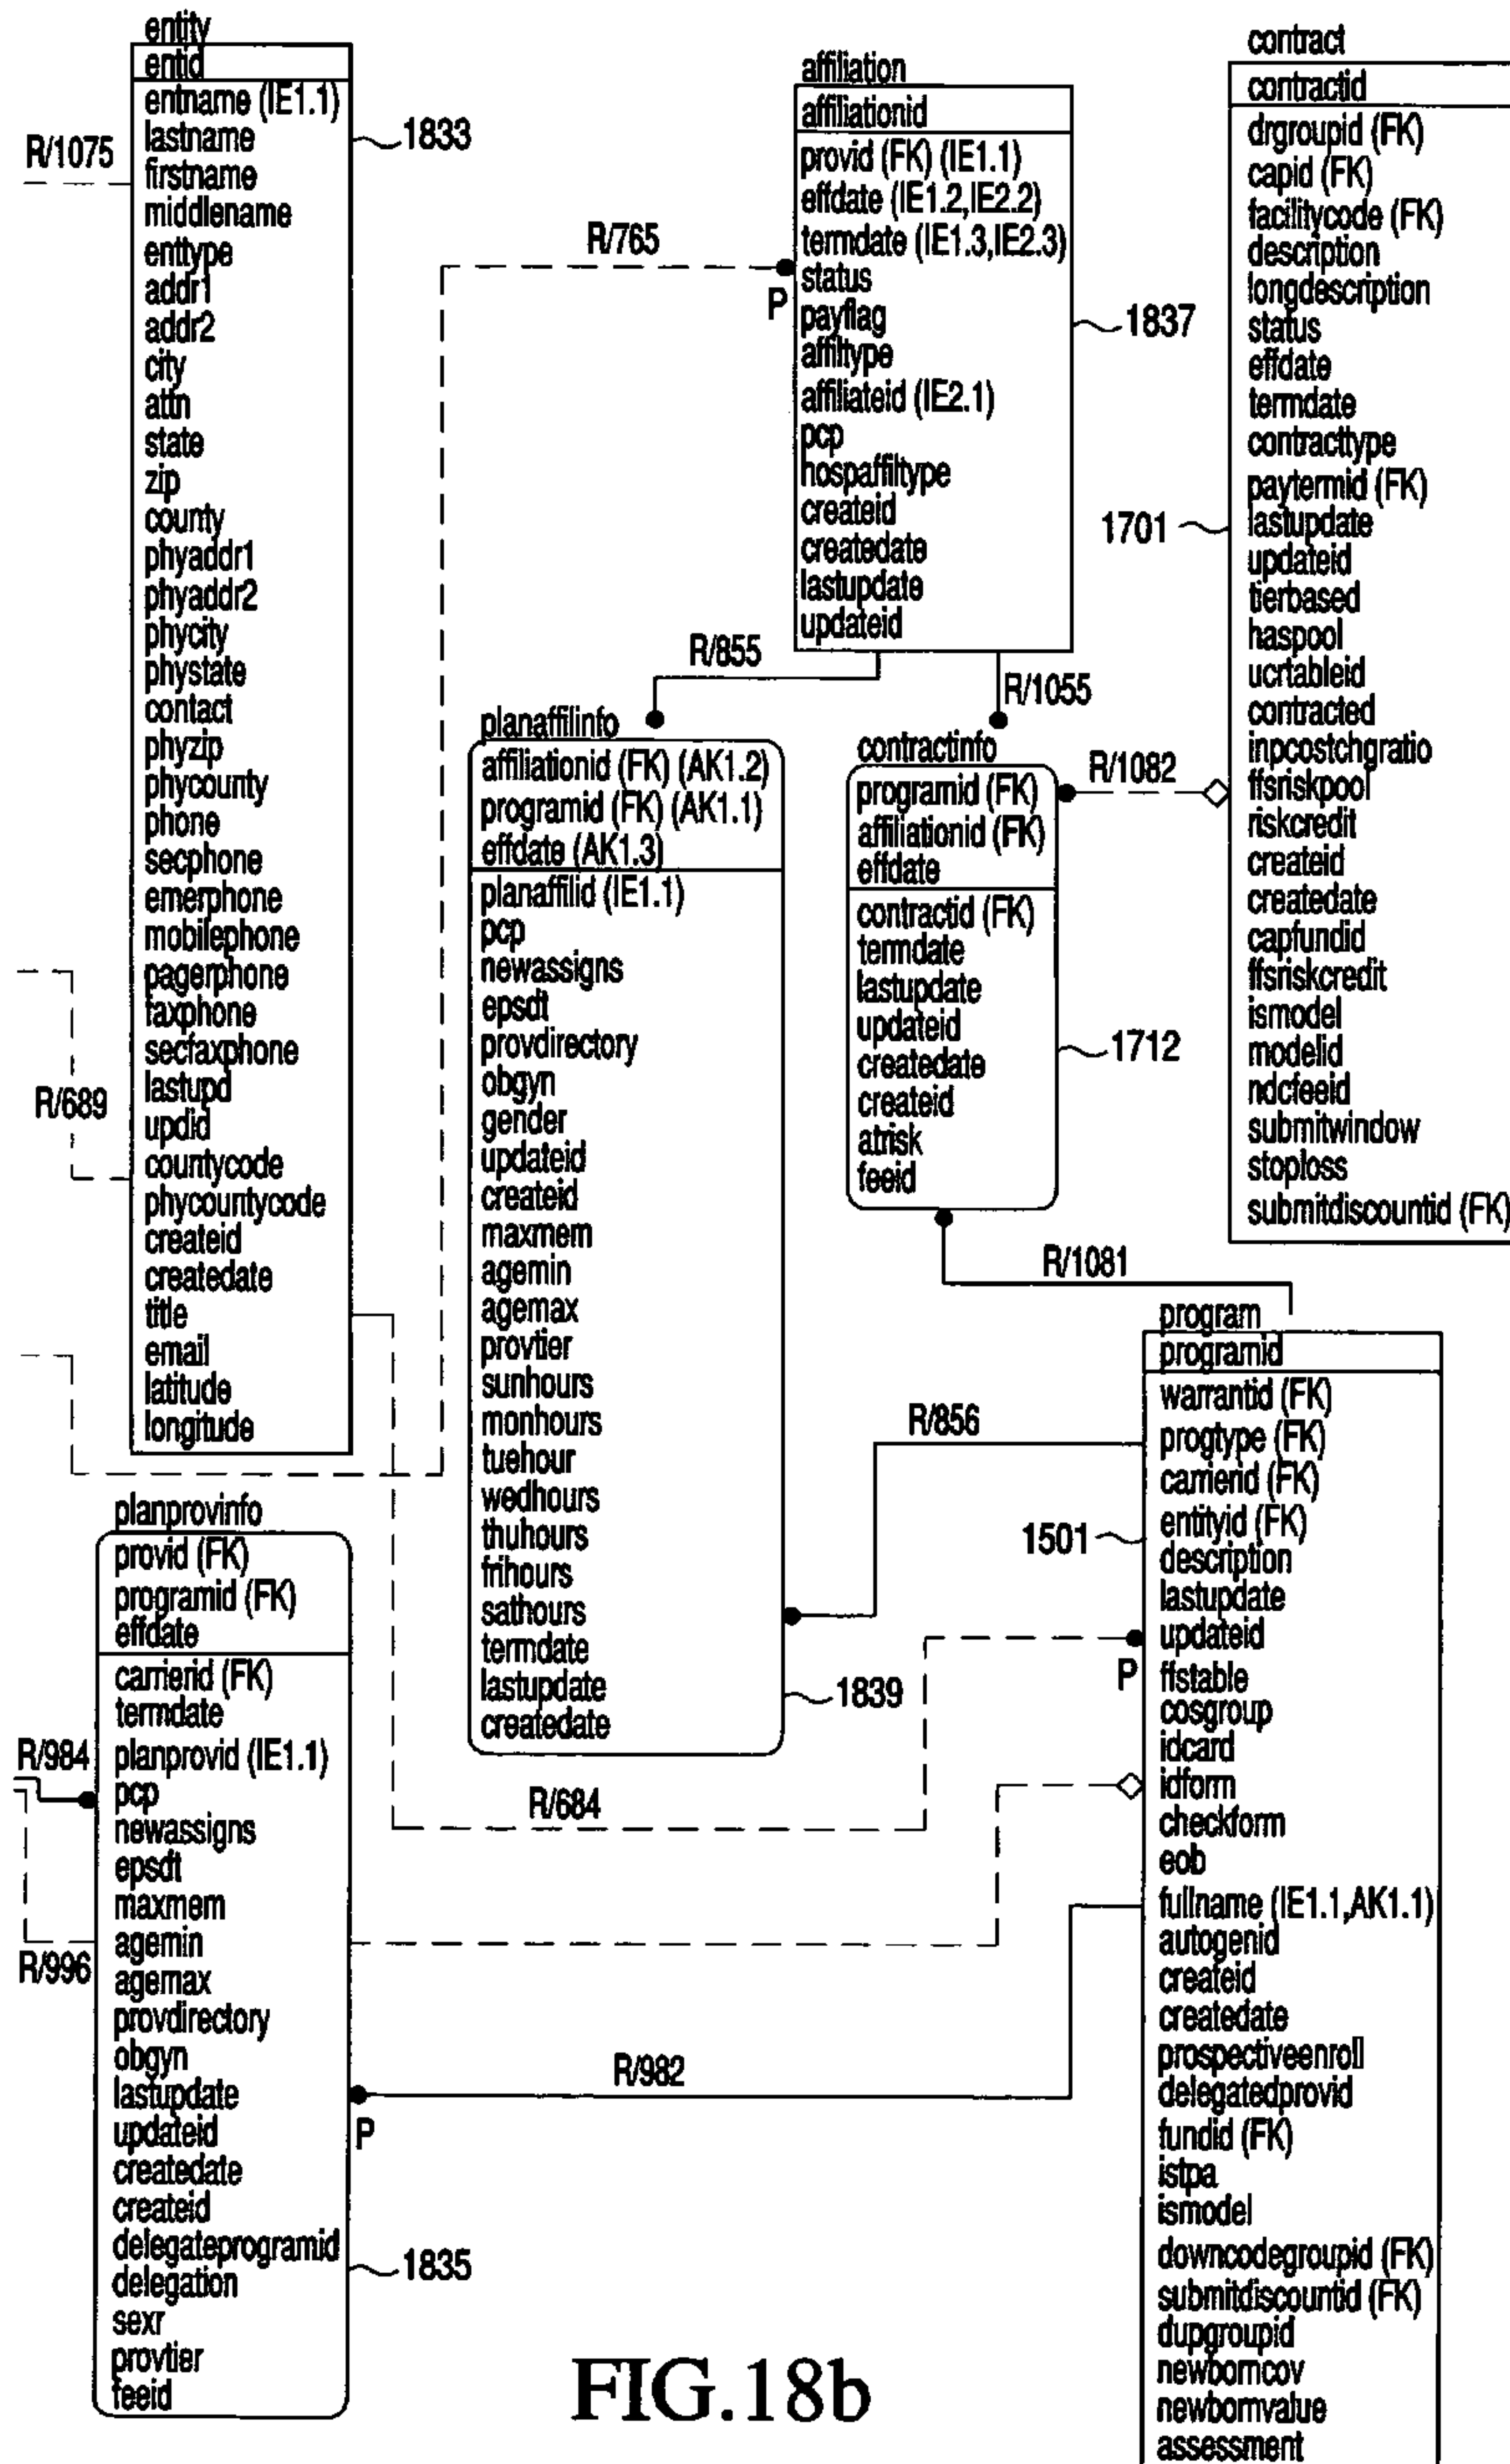 entity
entid
entname (IE1.1)
lastname
firstname
middlename
enttype
addr1
addr2
city
attn
state
zip
county
phyaddr1
phyaddr2
phycity
phystate
contact
phyzip
phycounty
phone
secphone
emerphone
mobilephone
pagerphone
faxphone
secfaxphone
lastupd
updid
countycode
phycountycode
createid
createdate
title
email
latitude
longitude
1833
R/1075
R/689
planprovinfo
provid (FK)
programid (FK)
effdate
carrierid (FK)
termdate
planprovid (IE1.1)
pcp
newassigns
epsdt
maxmem
agemin
agemax
provdirectory
obgyn
lastupdate
updateid
createdate
createid
delegateprogramid
delegation
sexr
provtier
feeid
1835
R/984
R/996
P
R/982
R/765
P
affiliation
affiliationid
provid (FK) (IE1.1)
effdate (IE1.2,IE2.2)
termdate (IE1.3,IE2.3)
status
payflag
affiltype
affiliateid (IE2.1)
pcp
hospaffiltype
createid
createdate
lastupdate
updateid
1837
R/855
R/1055
planaffilinfo
affiliationid (FK) (AK1.2)
programid (FK) (AK1.1)
effdate (AK1.3)
planaffilid (IE1.1)
pcp
newassigns
epsdt
provdirectory
obgyn
gender
updateid
createid
maxmem
agemin
agemax
provtier
sunhours
monhours
tuehour
wedhours
thuhours
frihours
sathours
termdate
lastupdate
createdate
1839
R/856
R/684
contractinfo
programid (FK)
affiliationid (FK)
effdate
contractid (FK)
termdate
lastupdate
updateid
createdate
createid
atrisk
feeid
1712
R/1082
R/1081
contract
contractid
drgroupid (FK)
capid (FK)
facilitycode (FK)
description
longdescription
status
effdate
termdate
contracttype
paytermid (FK)
lastupdate
updateid
tierbased
haspool
ucrtableid
contracted
inpcostchgratio
ffsriskpool
riskcredit
createid
createdate
capfundid
ffsriskcredit
ismodel
modelid
ndcfeeid
submitwindow
stoploss
submitdiscountid (FK)
1701
program
programid
warrantid (FK)
progtype (FK)
carrierid (FK)
entityid (FK)
description
lastupdate
updateid
ffstable
cosgroup
idcard
idform
checkform
eob
fullname (IE1.1,AK1.1)
autogenid
createid
createdate
prospectiveenroll
delegatedprovid
fundid (FK)
istpa
ismodel
downcodegroupid (FK)
submitdiscountid (FK)
dupgroupid
newborncov
newbornvalue
assessment
1501
P
FIG.18b